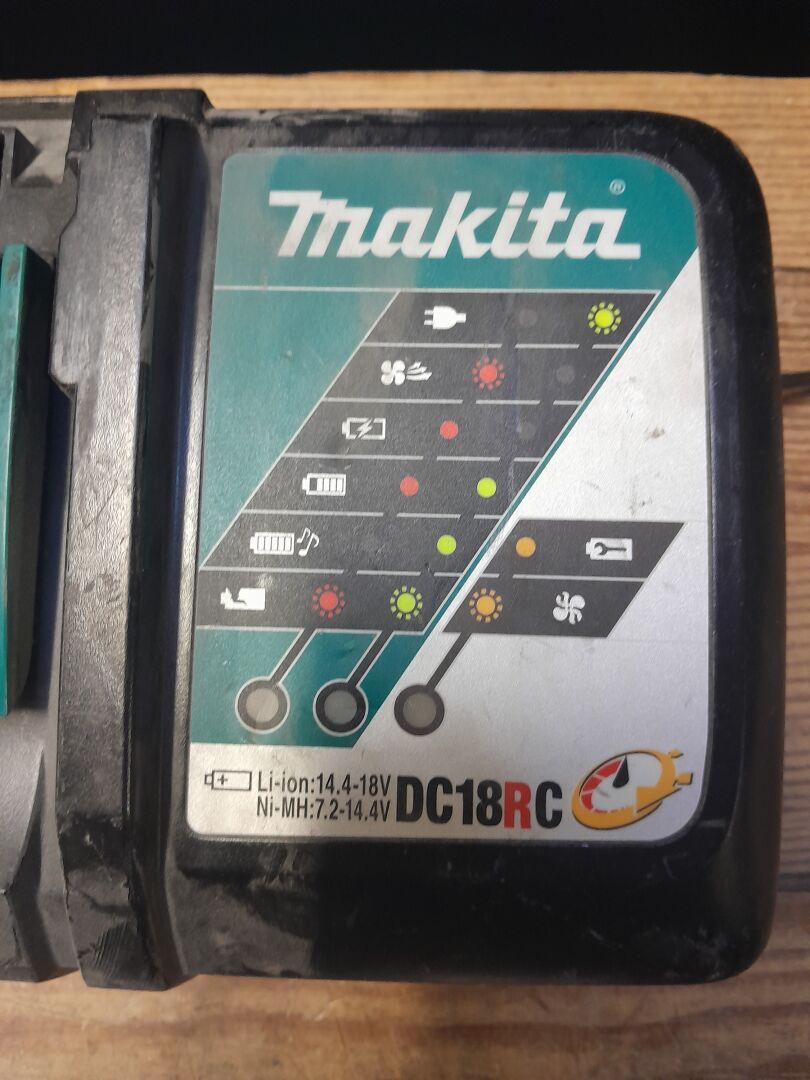 makita®
Li-ion:14.4-18V
Ni-MH:7.2-14.4V
DC18RC